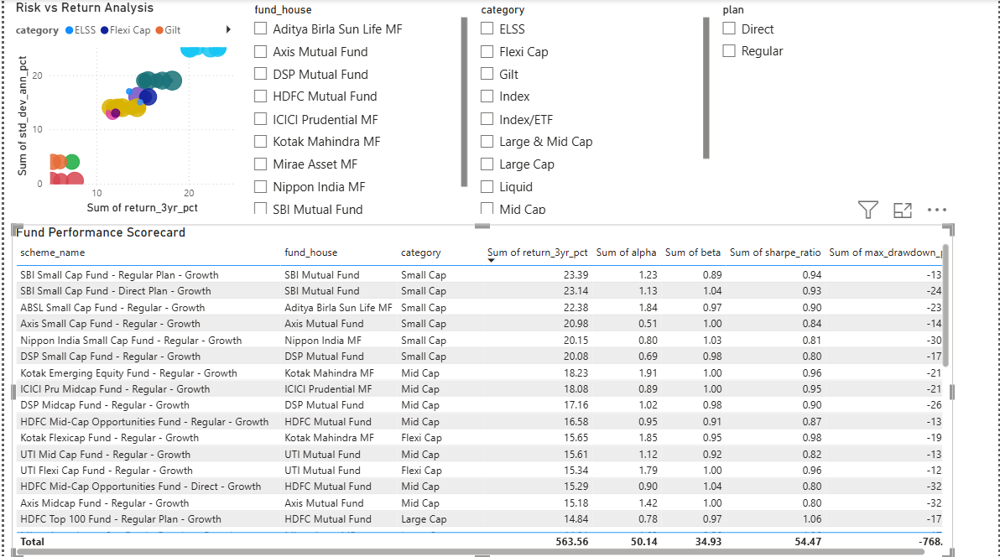 Risk vs Return Analysis
category ELSS Flexi Cap Gilt
Sum of std_dev_ann_pct
20
10
0
10 20
Sum of return_3yr_pct
fund_house
Aditya Birla Sun Life MF
Axis Mutual Fund
DSP Mutual Fund
HDFC Mutual Fund
ICICI Prudential MF
Kotak Mahindra MF
Mirae Asset MF
Nippon India MF
SBI Mutual Fund
category
ELSS
Flexi Cap
Gilt
Index
Index/ETF
Large & Mid Cap
Large Cap
Liquid
Mid Cap
plan
Direct
Regular
Fund Performance Scorecard
scheme_name fund_house category Sum of return_3yr_pct Sum of alpha Sum of beta Sum of sharpe_ratio Sum of max_drawdown_
SBI Small Cap Fund - Regular Plan - Growth SBI Mutual Fund Small Cap 23.39 1.23 0.89 0.94 -13
SBI Small Cap Fund - Direct Plan - Growth SBI Mutual Fund Small Cap 23.14 1.13 1.04 0.93 -24
ABSL Small Cap Fund - Regular - Growth Aditya Birla Sun Life MF Small Cap 22.38 1.84 0.97 0.90 -23
Axis Small Cap Fund - Regular - Growth Axis Mutual Fund Small Cap 20.98 0.51 1.00 0.84 -14
Nippon India Small Cap Fund - Regular - Growth Nippon India MF Small Cap 20.15 0.80 1.03 0.81 -30
DSP Small Cap Fund - Regular - Growth DSP Mutual Fund Small Cap 20.08 0.69 0.98 0.80 -17
Kotak Emerging Equity Fund - Regular - Growth Kotak Mahindra MF Mid Cap 18.23 1.91 1.00 0.96 -21
ICICI Pru Midcap Fund - Regular - Growth ICICI Prudential MF Mid Cap 18.08 0.89 1.00 0.95 -21
DSP Midcap Fund - Regular - Growth DSP Mutual Fund Mid Cap 17.16 1.02 0.98 0.90 -26
HDFC Mid-Cap Opportunities Fund - Regular - Growth HDFC Mutual Fund Mid Cap 16.58 0.95 0.91 0.87 -13
Kotak Flexicap Fund - Regular - Growth Kotak Mahindra MF Flexi Cap 15.65 1.85 0.95 0.98 -19
UTI Mid Cap Fund - Regular - Growth UTI Mutual Fund Mid Cap 15.61 1.12 0.92 0.82 -13
UTI Flexi Cap Fund - Regular - Growth UTI Mutual Fund Flexi Cap 15.34 1.79 1.00 0.96 -12
HDFC Mid-Cap Opportunities Fund - Direct - Growth HDFC Mutual Fund Mid Cap 15.29 0.90 1.04 0.80 -32
Axis Midcap Fund - Regular - Growth Axis Mutual Fund Mid Cap 15.18 1.42 1.00 0.80 -32
HDFC Top 100 Fund - Regular Plan - Growth HDFC Mutual Fund Large Cap 14.84 0.78 0.97 1.06 -17
Total 563.56 50.14 34.93 54.47 -768.